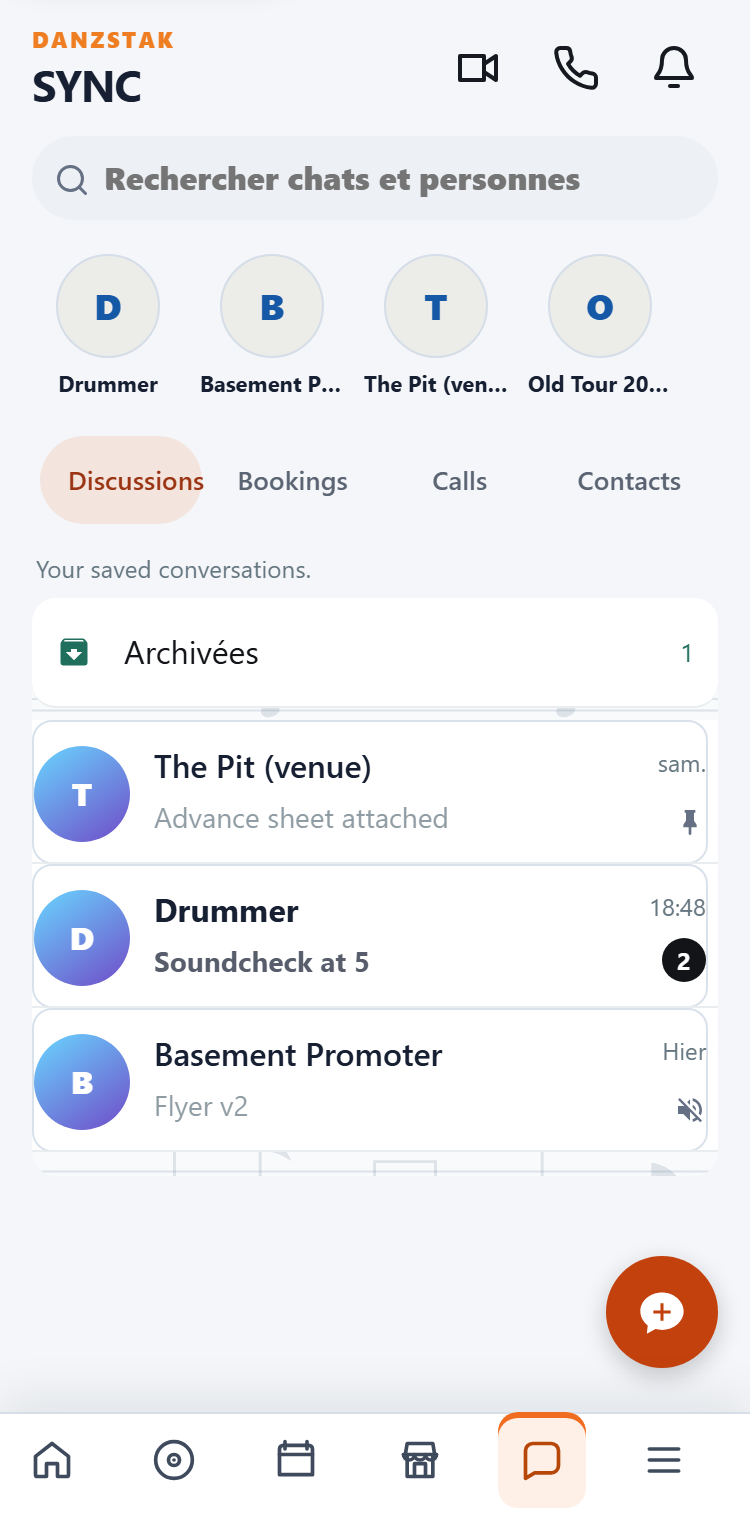 DANZSTAK
SYNC
Rechercher chats et personnes
D B T O
Drummer Basement P... The Pit (ven... Old Tour 20...
Discussions Bookings Calls Contacts
Your saved conversations.
Archivées 1
T The Pit (venue) sam.
Advance sheet attached
D Drummer 18:48
Soundcheck at 5 2
B Basement Promoter Hier
Flyer v2